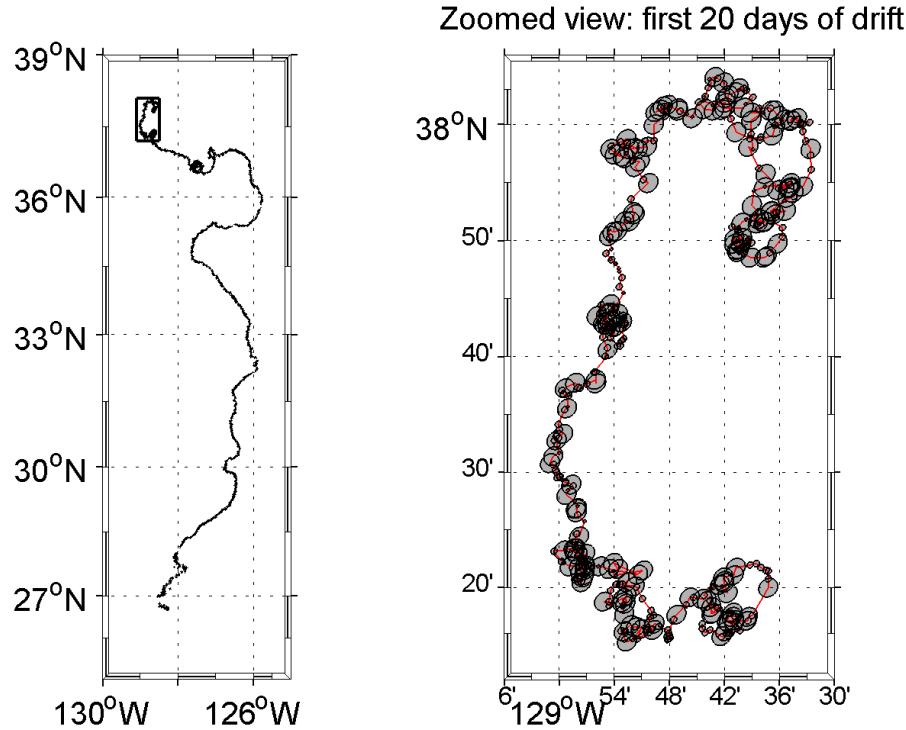 Zoomed view: first 20 days of drift
39°N
36°N
33°N
30°N
27°N
130°W
126°W
38°N
50'
40'
30'
20'
6'
129°W
54'
48'
42'
36'
30'